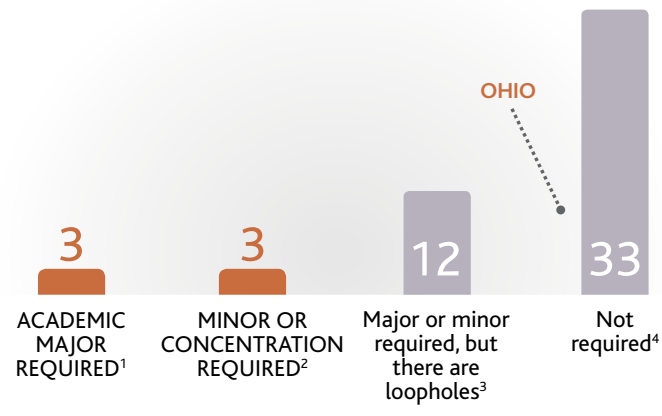 OHIO
3
3
12
33
ACADEMIC
MAJOR
REQUIRED¹
MINOR OR
CONCENTRATION
REQUIRED²
Major or minor
required, but
there are
loopholes³
Not
required⁴